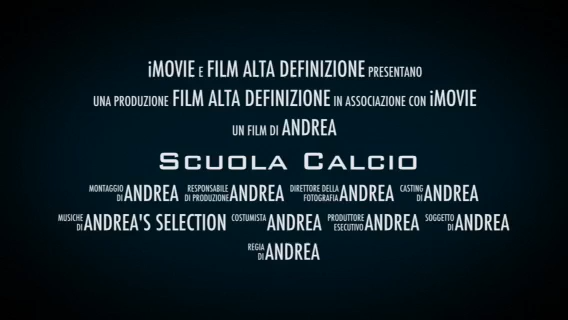 iMOVIE E FILM ALTA DEFINIZIONE PRESENTANO
UNA PRODUZIONE FILM ALTA DEFINIZIONE IN ASSOCIAZIONE CON iMOVIE
UN FILM DI ANDREA
SCUOLA CALCIO
MONTAGGIO DI ANDREA RESPONSABILE DI PRODUZIONE ANDREA DIRETTORE DELLA FOTOGRAFIA ANDREA CASTING DI ANDREA
MUSICHE DI ANDREA'S SELECTION COSTUMISTA ANDREA PRODUTTORE ESECUTIVO ANDREA SOGGETTO DI ANDREA
REGIA DI ANDREA